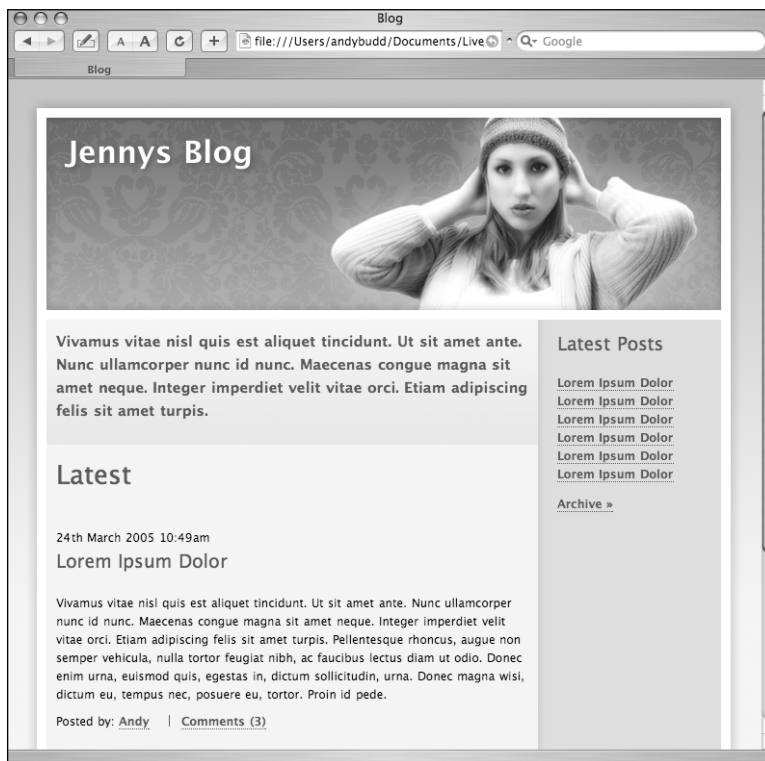 Blog
A A
file:///Users/andybudd/Documents/Live
Google
Blog
Jennys Blog
Vivamus vitae nisl quis est aliquet tincidunt. Ut sit amet ante.
Nunc ullamcorper nunc id nunc. Maecenas congue magna sit
amet neque. Integer imperdiet velit vitae orci. Etiam adipiscing
felis sit amet turpis.
Latest
24th March 2005 10:49am
Lorem Ipsum Dolor
Vivamus vitae nisl quis est aliquet tincidunt. Ut sit amet ante. Nunc ullamcorper
nunc id nunc. Maecenas congue magna sit amet neque. Integer imperdiet velit
vitae orci. Etiam adipiscing felis sit amet turpis. Pellentesque rhoncus, augue non
semper vehicula, nulla tortor feugiat nibh, ac faucibus lectus diam ut odio. Donec
enim urna, euismod quis, egestas in, dictum sollicitudin, urna. Donec magna wisi,
dictum eu, tempus nec, posuere eu, tortor. Proin id pede.
Posted by: Andy | Comments (3)
Latest Posts
Lorem Ipsum Dolor
Lorem Ipsum Dolor
Lorem Ipsum Dolor
Lorem Ipsum Dolor
Lorem Ipsum Dolor
Lorem Ipsum Dolor
Archive »